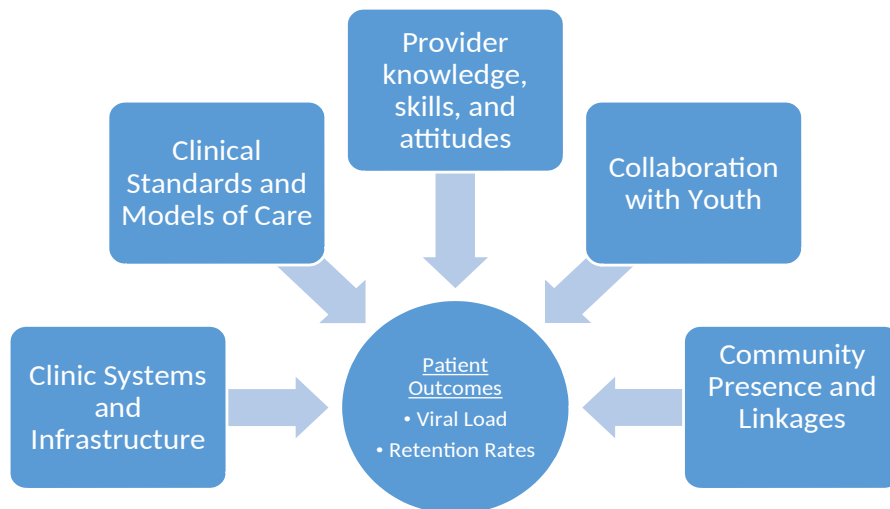 Provider
knowledge,
skills, and
attitudes
Clinical
Standards and
Models of Care
Collaboration
with Youth
Clinic Systems
and
Infrastructure
Patient
Outcomes
• Viral Load
• Retention Rates
Community
Presence and
Linkages